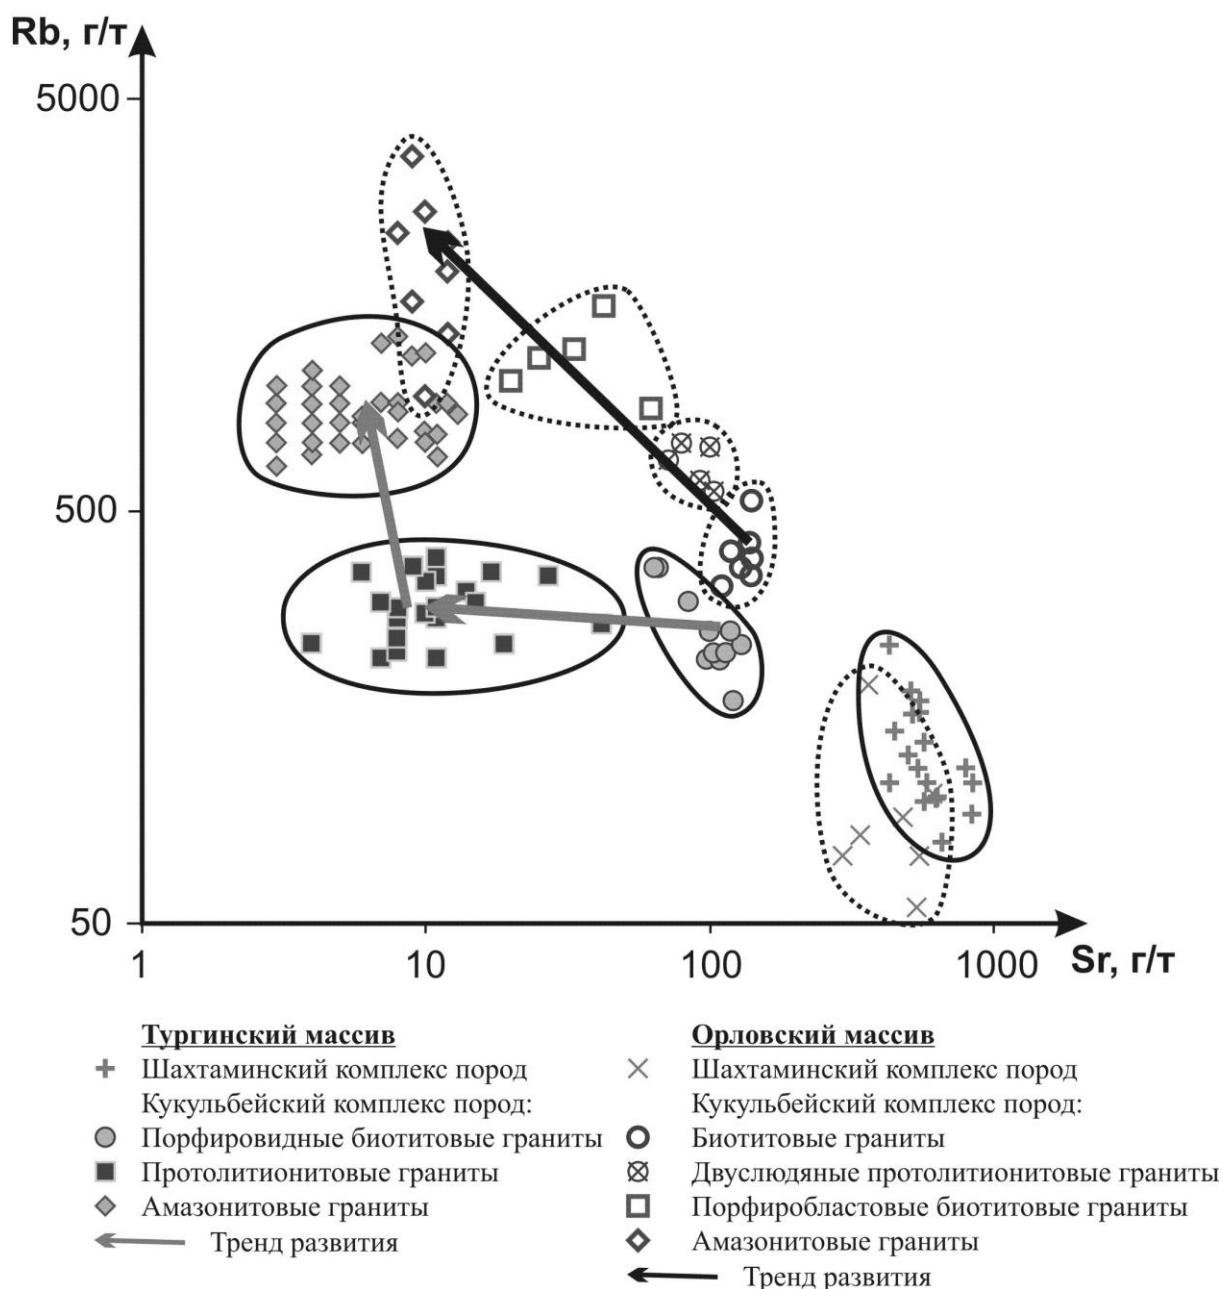 Rb, г/т
5000
500
50
1
10
100
1000
Sr, г/т
Тургинский массив
Шахтаминский комплекс пород
Кукульбейский комплекс пород:
Порфировидные биотитовые граниты
Протолитионитовые граниты
Амазонитовые граниты
Тренд развития
Орловский массив
Шахтаминский комплекс пород
Кукульбейский комплекс пород:
Биотитовые граниты
Двуслюдяные протолитионитовые граниты
Порфиробластовые биотитовые граниты
Амазонитовые граниты
Тренд развития